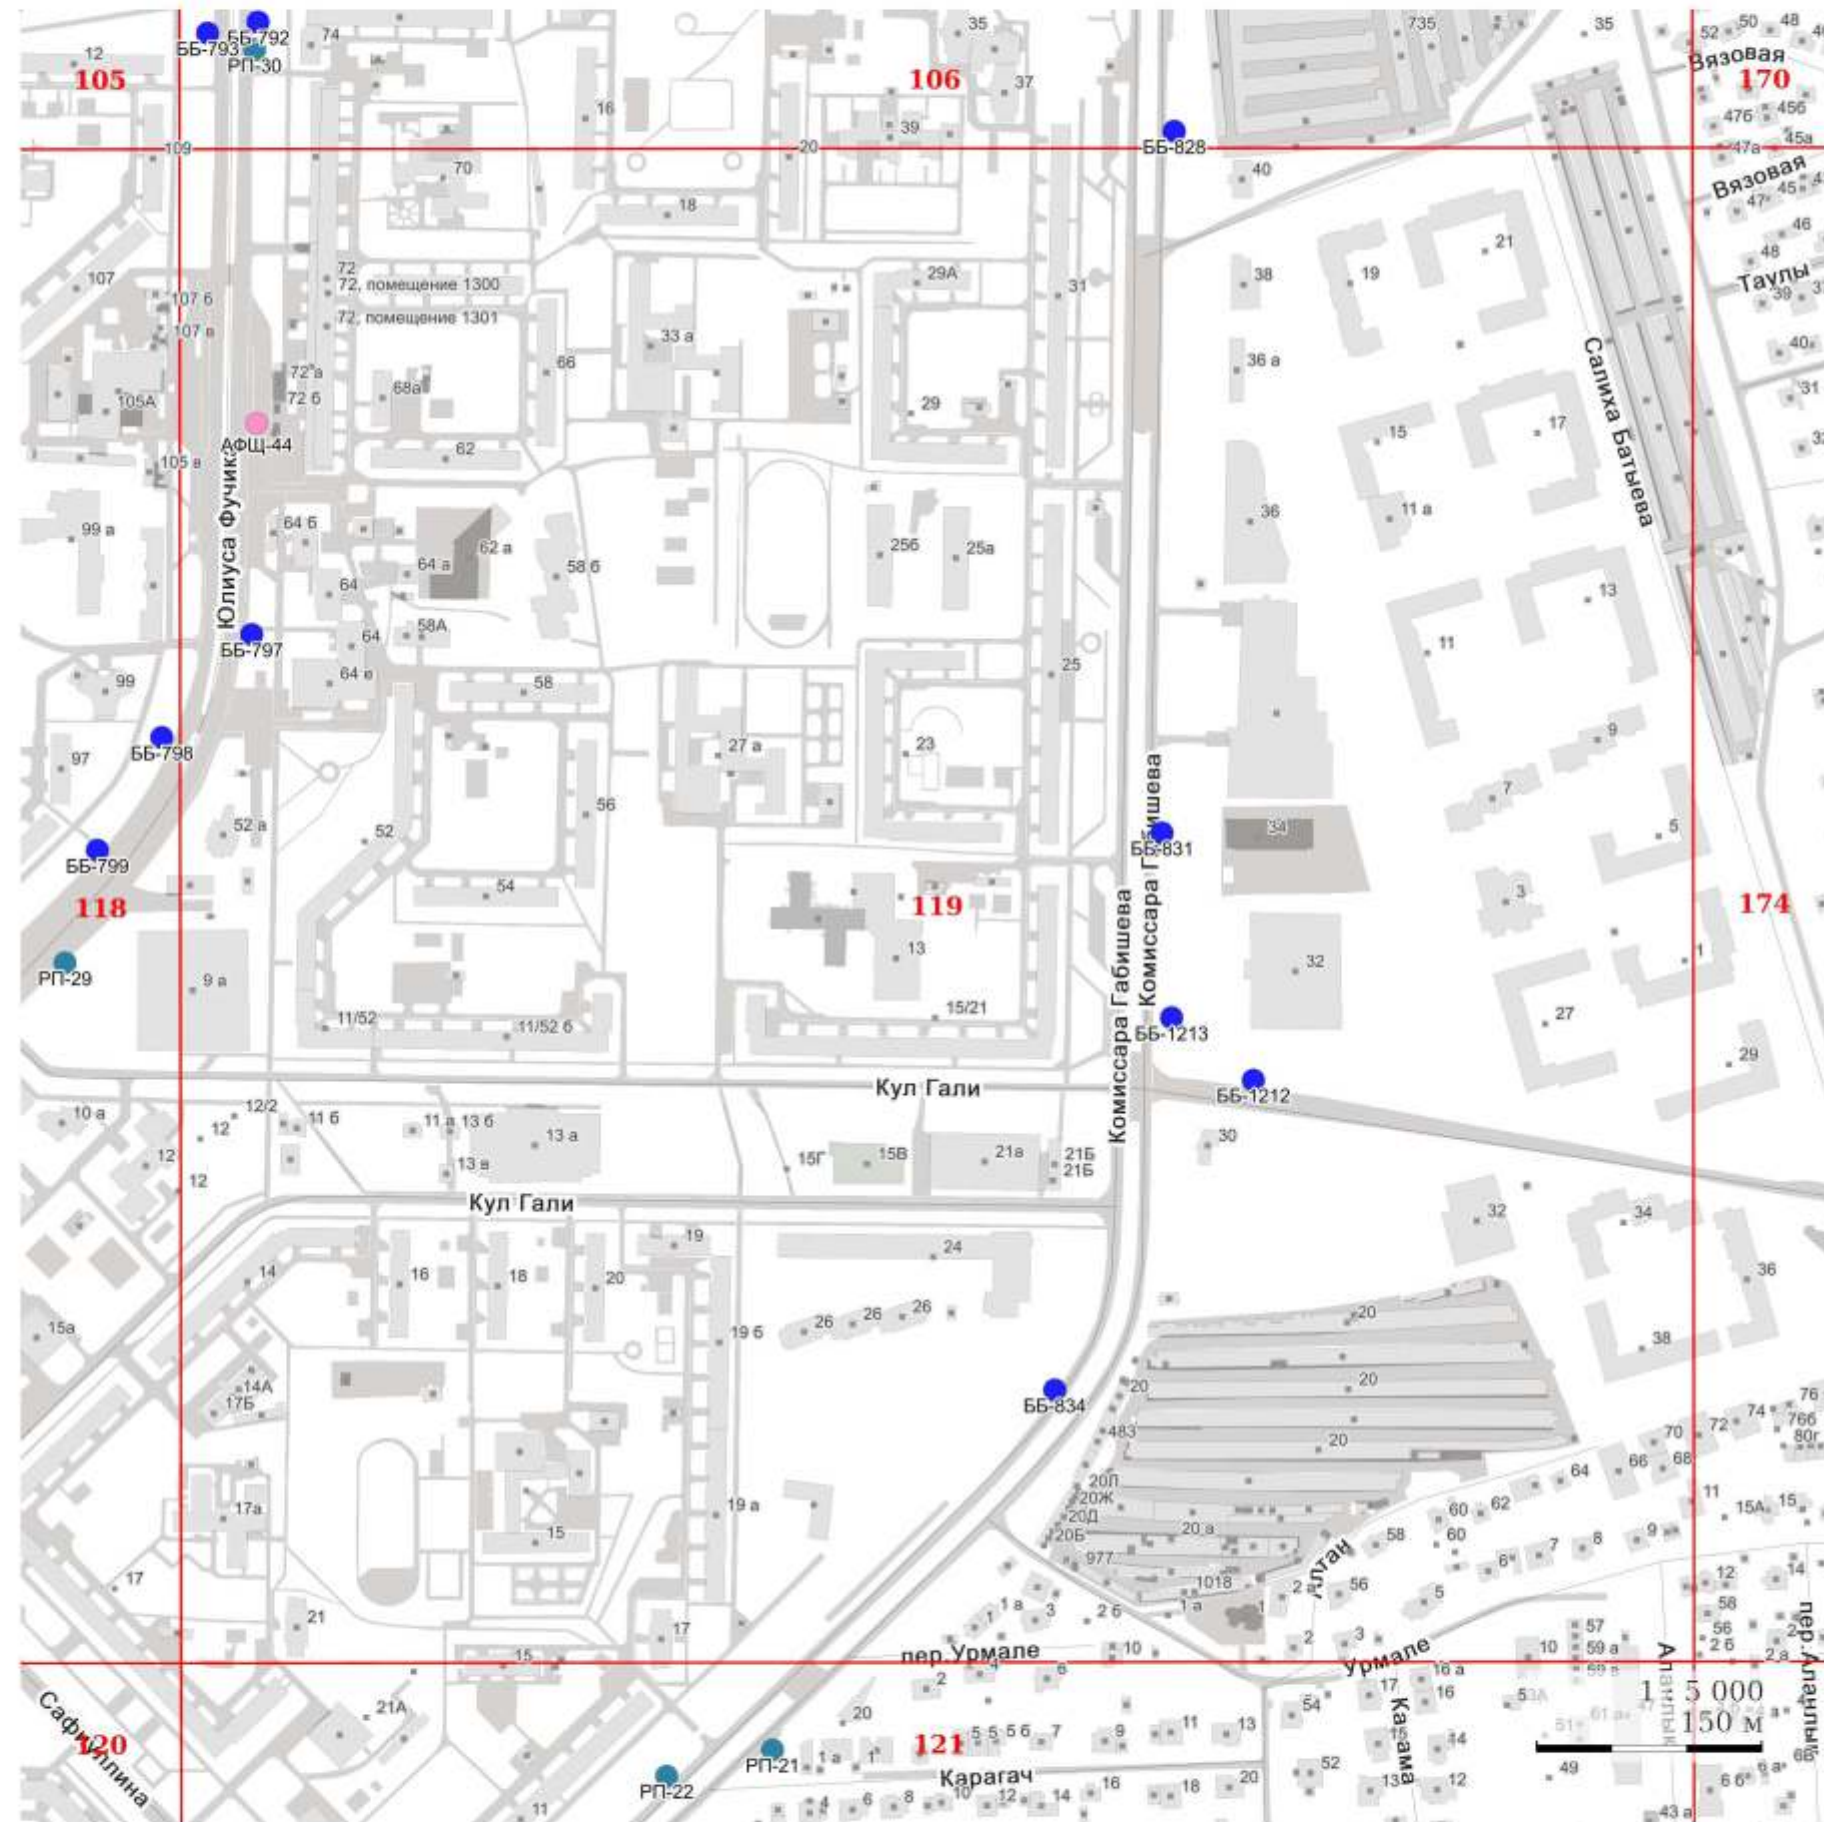 ББ-793
ББ-792
РП-30
12
74
16
35
37
39
735
35
52
50
48
Вязовая
105
106
170
47б
45б
45а
47а
Вязовая
109
70
20
ББ-828
40
18
47
45
46
48
21
19
38
31
29А
Таулы
39
107
107 б
107 в
72
72, помещение 1300
72, помещение 1301
33 а
66
68а
72 а
72 б
105А
АФЩ-44
36 а
40
31
29
15
17
Салиха Батыева
62
105 в
Юлиуса Фучика
99 а
64 б
62 а
64 а
64
58 б
25б
25а
36
11 а
13
11
ББ-797
64
58А
64 в
58
99
25
ББ-798
97
27 а
23
9
7
5
52 а
52
56
Комиссара Габишева
ББ-831
34
ББ-799
54
118
119
174
3
1
13
32
РП-29
9 а
15/21
Комиссара Габишева
ББ-1213
27
29
11/52
11/52 б
Кул Гали
ББ-1212
10 а
12/2
12
11 б
11 а
13 б
13 а
13 в
12
12
15Г
15В
21а
21Б
21Б
30
Кул Гали
32
34
36
38
19
24
14
16
18
20
26
26
26
15а
19 б
20
20
20
20
ББ-834
14А
17Б
483
76
74
72
76б
80г
70
66
68
64
62
60
60
58
17а
19 а
15
20П
20Ж
20Д
20Б
20 а
977
1018
Алтан
11
15А
15
9
8
7
6
5
56
2
1
1 а
2 б
3
1 в
1
17
21
17
15
пер.Урмале
10
2
3
Урмале
10
57
59 а
12
14
58
56
2 б
2 а
Аланлык
пер.Аланлык
4
6
2
16 а
17
16
54
Сафиуллина
21А
20
120
121
РП-21
РП-22
1 а
1
5
5
5 б
7
9
11
13
Карагач
4
6
8
10
12
14
16
18
20
52
14
13
12
49
51
61 а
47
43 а
6 б
1 : 5 000
150 м
11